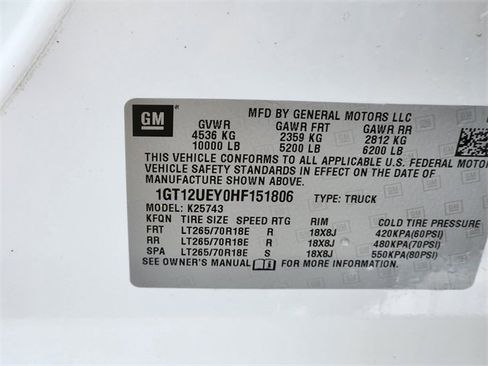 GM
MFD BY GENERAL MOTORS LLC
GVWR GAWR FRT GAWR RR
4536 KG 2359 KG 2812 KG
10000 LB 5200 LB 6200 LB
THIS VEHICLE CONFORMS TO ALL APPLICABLE U.S. FEDERAL MOTOR
VEHICLE SAFETY STANDARDS IN EFFECT ON THE DATE OF
MANUFACTURE SHOWN ABOVE.
1GT12UEY0HF151806 TYPE: TRUCK
MODEL: K25743
KFQN TIRE SIZE SPEED RTG RIM COLD TIRE PRESSURE
FRT LT265/70R18E R 18X8J 420KPA(60PSI)
RR LT265/70R18E R 18X8J 480KPA(70PSI)
SPA LT265/70R18E S 18X8J 550KPA(80PSI)
SEE OWNER'S MANUAL FOR MORE INFORMATION.